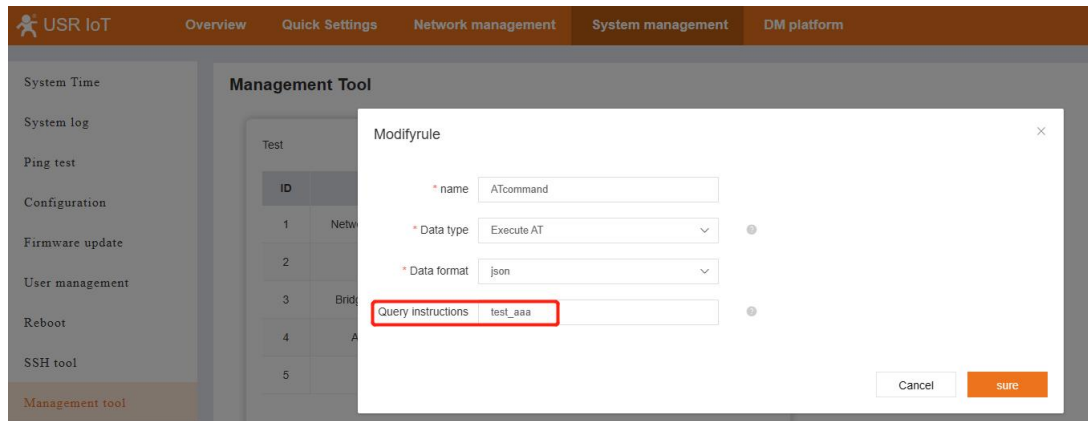 USR IoT Overview Quick Settings Network management System management DM platform
System Time
Management Tool
System log
Modifyrule
Test
Ping test
ID
* name ATcommand
Configuration
1 Netw
* Data type Execute AT
Firmware update
2
* Data format json
User management
3 Bridg
Query instructions test_aaa
Reboot
4 A
SSH tool
5
Cancel sure
Management tool